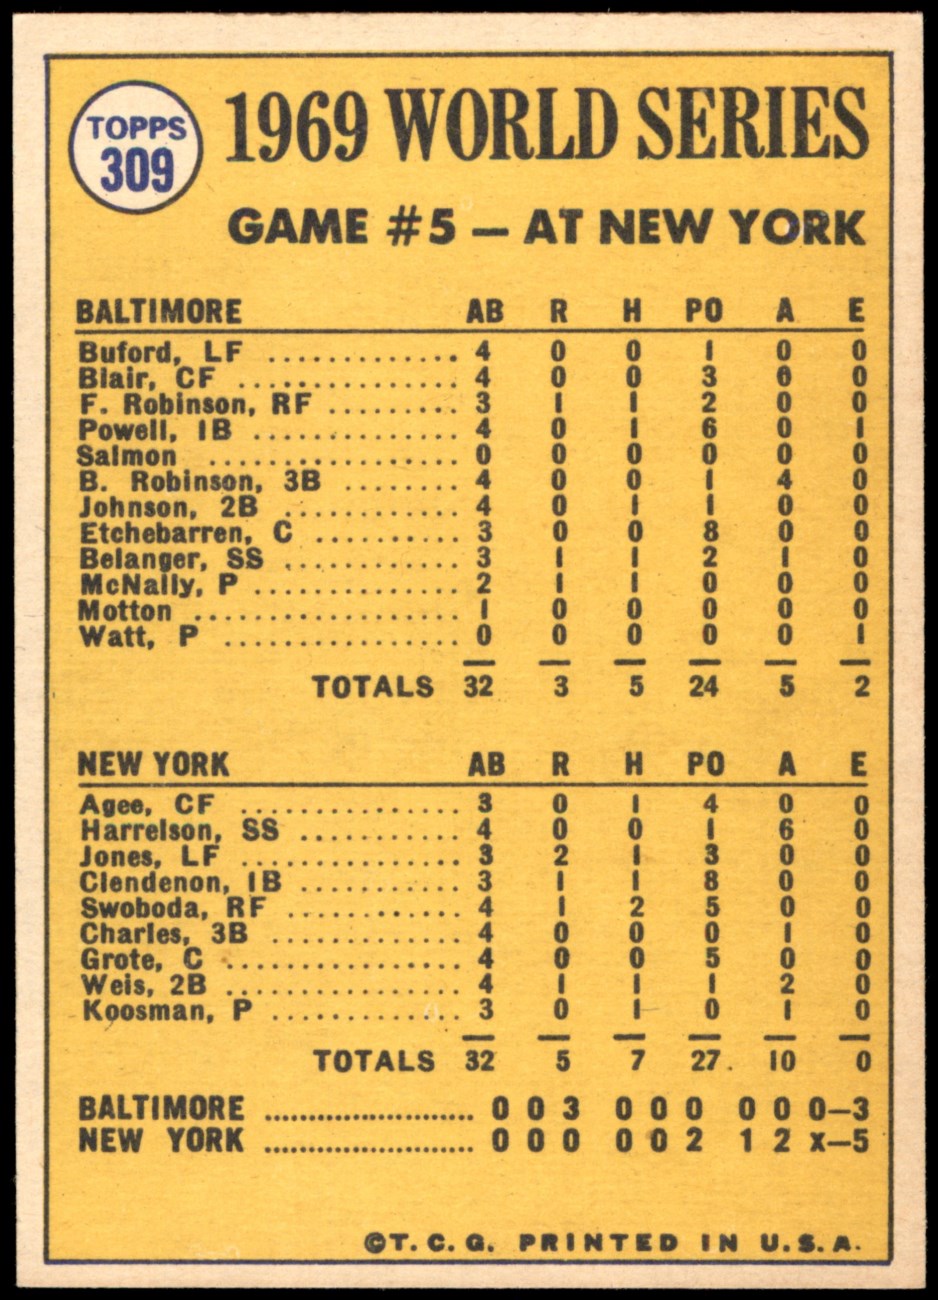 TOPPS
309
1969 WORLD SERIES
GAME #5 — AT NEW YORK
BALTIMORE AB R H PO A E
Buford, LF .............. 4 0 0 1 0 0
Blair, CF ................ 4 0 0 3 0 0
F. Robinson, RF .......... 3 1 1 2 0 0
Powell, 1B ............... 4 0 1 6 0 1
Salmon ................... 0 0 0 0 0 0
B. Robinson, 3B ........ 4 0 0 1 4 0
Johnson, 2B ............. 4 0 1 1 0 0
Etchebarren, C .......... 3 0 0 8 0 0
Belanger, SS ............. 3 1 1 2 1 0
McNally, P ............... 2 1 1 0 0 0
Motton ................... 1 0 0 0 0 0
Watt, P .................. 0 0 0 0 0 1
TOTALS 32 3 5 24 5 2
NEW YORK AB R H PO A E
Agee, CF ................ 3 0 1 4 0 0
Harrelson, SS ............ 4 0 0 1 6 0
Jones, LF ................ 3 2 1 3 0 0
Clendenon, 1B ............ 3 1 1 8 0 0
Swoboda, RF ............. 4 1 2 5 0 0
Charles, 3B .............. 4 0 0 0 1 0
Grote, C ................. 4 0 0 5 0 0
Weis, 2B ................. 4 1 1 1 2 0
Koosman, P .............. 3 0 1 0 1 0
TOTALS 32 5 7 27 10 0
BALTIMORE ........................ 0 0 3 0 0 0 0 0 0—3
NEW YORK ........................ 0 0 0 0 0 2 1 2 x—5
©T. C. G. PRINTED IN U. S. A.